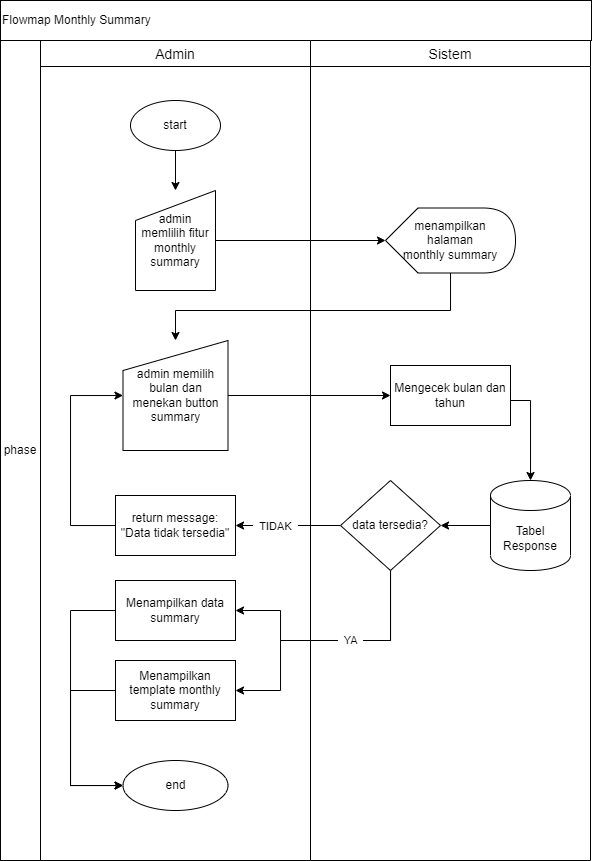 Flowmap Monthly Summary
Admin
Sistem
phase
start
admin
memlilih fitur
monthly
summary
menampilkan
halaman
monthly summary
admin memilih
bulan dan
menekan button
summary
Mengecek bulan dan
tahun
return message:
"Data tidak tersedia"
TIDAK
data tersedia?
Tabel
Response
Menampilkan data
summary
YA
Menampilkan
template monthly
summary
end